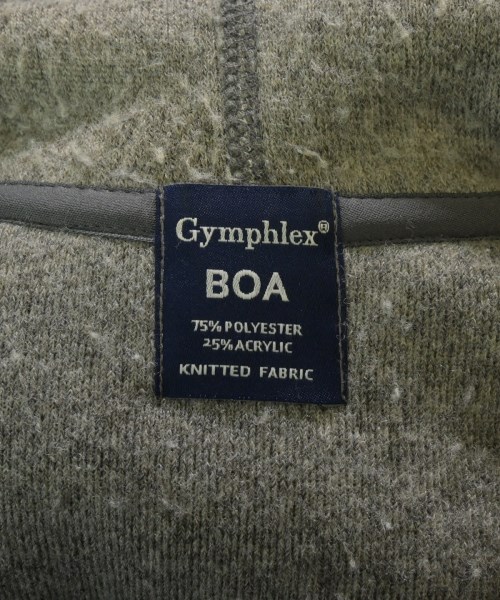 Gymphlex®
BOA
75% POLYESTER
25% ACRYLIC
KNITTED FABRIC